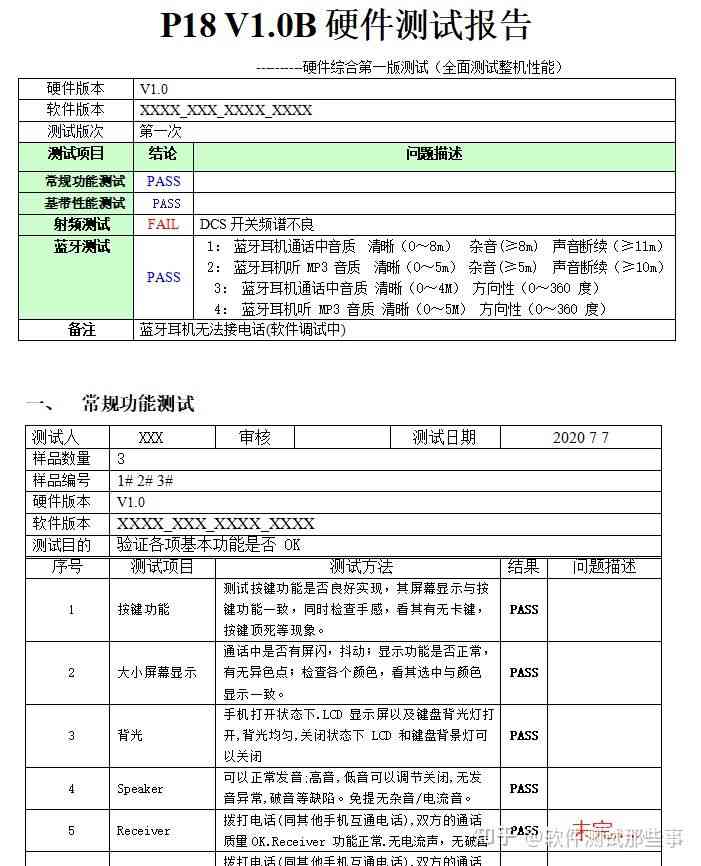 P18 V1.0B 硬件测试报告
----------硬件综合第一版测试（全面测试整机性能）
硬件版本 V1.0
软件版本 XXXX_XXX_XXXX_XXXX
测试版次 第一次
测试项目 结论 问题描述
常规功能测试 PASS
基带性能测试 PASS
射频测试 FAIL DCS 开关频谱不良
蓝牙测试 PASS
1： 蓝牙耳机通话中音质 清晰（0～8m） 杂音(≥8m) 声音断续（≥11m）
2： 蓝牙耳机听 MP3 音质 清晰（0～5m） 杂音(≥5m) 声音断续（≥10m）
3： 蓝牙耳机通话中音质 清晰（0～4M） 方向性（0～360 度）
4： 蓝牙耳机听 MP3 音质 清晰（0～5M） 方向性（0～360 度）
备注 蓝牙耳机无法接电话(软件调试中)
一、 常规功能测试
测试人 XXX 审核 测试日期 2020 7 7
样品数量 3
样品编号 1# 2# 3#
硬件版本 V1.0
软件版本 XXXX_XXX_XXXX_XXXX
测试目的 验证各项基本功能是否 OK
序号 测试项目 测试方法 结果 问题描述
1 按键功能
测试按键功能是否良好实现，其屏幕显示与按
键功能一致，同时检查手感，看其有无卡键，
按键顶死等现象。
PASS
2 大小屏幕显示
通话中是否有屏闪，抖动；显示功能是否正常，
有无异色点；检查各个颜色，看其选中与颜色
显示一致。
PASS
3 背光
手机打开状态下.LCD 显示屏以及键盘背光灯打
开,背光均匀,关闭状态下 LCD 和键盘背景灯可
以关闭
PASS
4 Speaker
可以正常发音;高音,低音可以调节关闭,无发
音异常,破音等缺陷。免提无杂音/电流音。
PASS
5 Receiver
拨打电话(同其他手机互通电话),双方的通话
质量OK.Receiver 功能正常.无电流声，无破音
PASS
未完...
拨打电话(同其他手机互通电话),双方的通话
知乎 @软件测试那些事